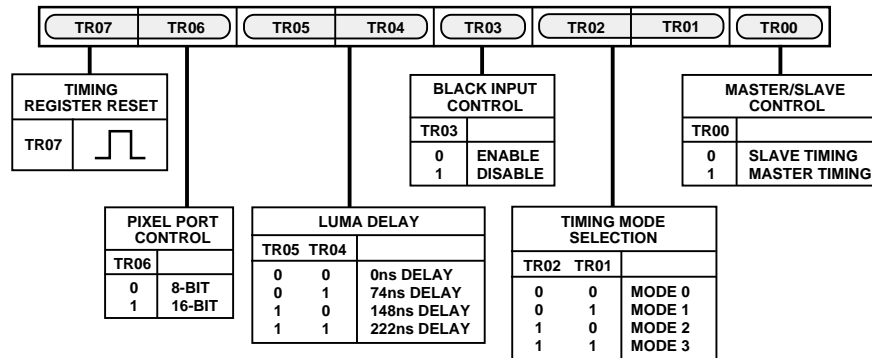 TR07 TR06 TR05 TR04 TR03 TR02 TR01 TR00
TIMING
REGISTER RESET
TR07
BLACK INPUT
CONTROL
TR03
0 ENABLE
1 DISABLE
MASTER/SLAVE
CONTROL
TR00
0 SLAVE TIMING
1 MASTER TIMING
PIXEL PORT
CONTROL
TR06
0 8-BIT
1 16-BIT
LUMA DELAY
TR05 TR04
0 0 0ns DELAY
0 1 74ns DELAY
1 0 148ns DELAY
1 1 222ns DELAY
TIMING MODE
SELECTION
TR02 TR01
0 0 MODE 0
0 1 MODE 1
1 0 MODE 2
1 1 MODE 3